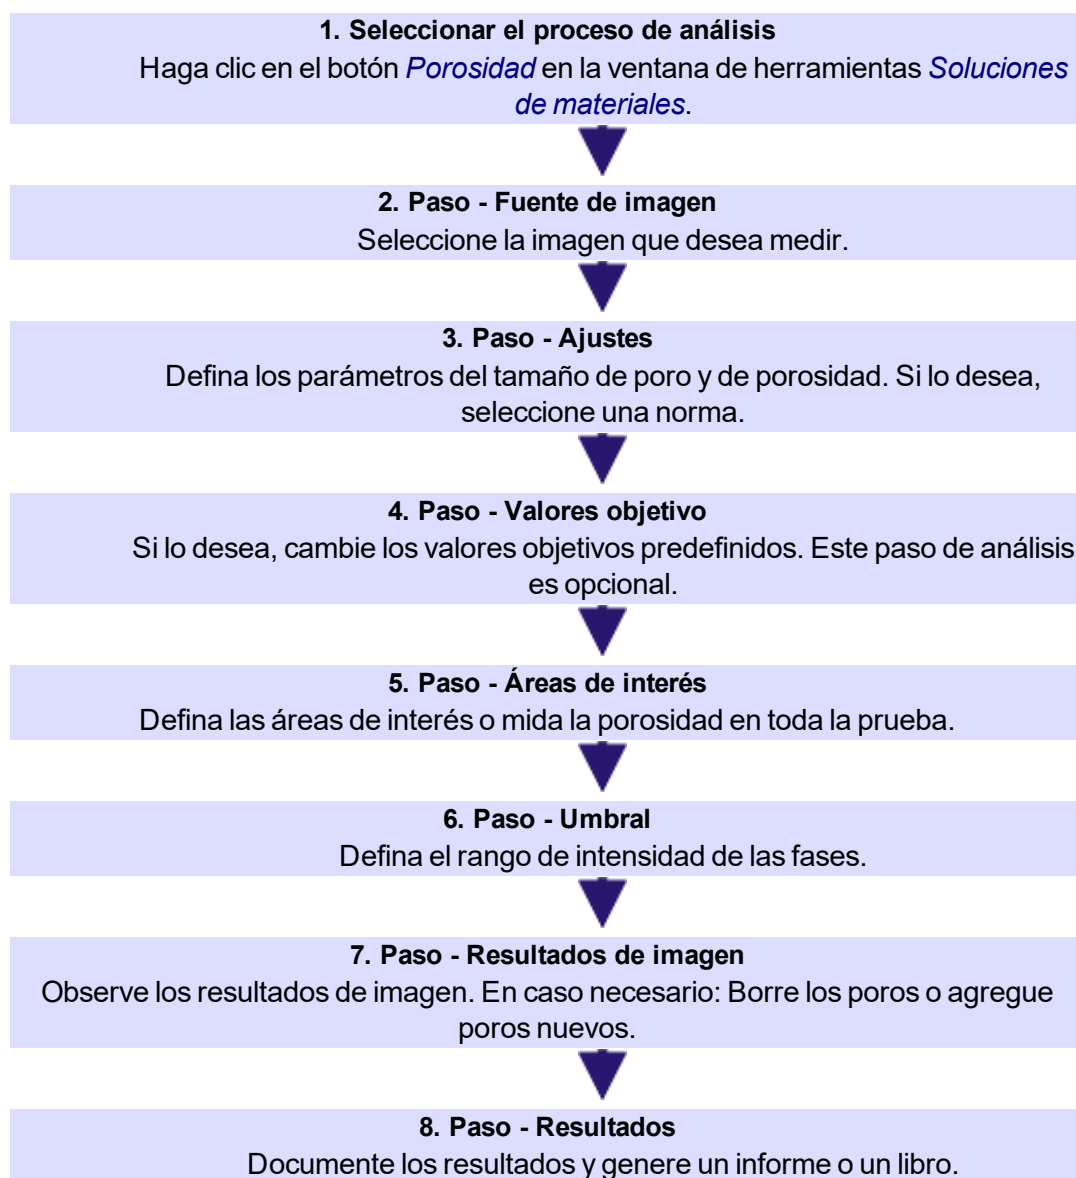 1. Seleccionar el proceso de análisis
Haga clic en el botón Porosidad en la ventana de herramientas Soluciones
de materiales.
2. Paso - Fuente de imagen
Seleccione la imagen que desea medir.
3. Paso - Ajustes
Defina los parámetros del tamaño de poro y de porosidad. Si lo desea,
seleccione una norma.
4. Paso - Valores objetivo
Si lo desea, cambie los valores objetivos predefinidos. Este paso de análisis
es opcional.
5. Paso - Áreas de interés
Defina las áreas de interés o mida la porosidad en toda la prueba.
6. Paso - Umbral
Defina el rango de intensidad de las fases.
7. Paso - Resultados de imagen
Observe los resultados de imagen. En caso necesario: Borre los poros o agregue
poros nuevos.
8. Paso - Resultados
Documente los resultados y genere un informe o un libro.